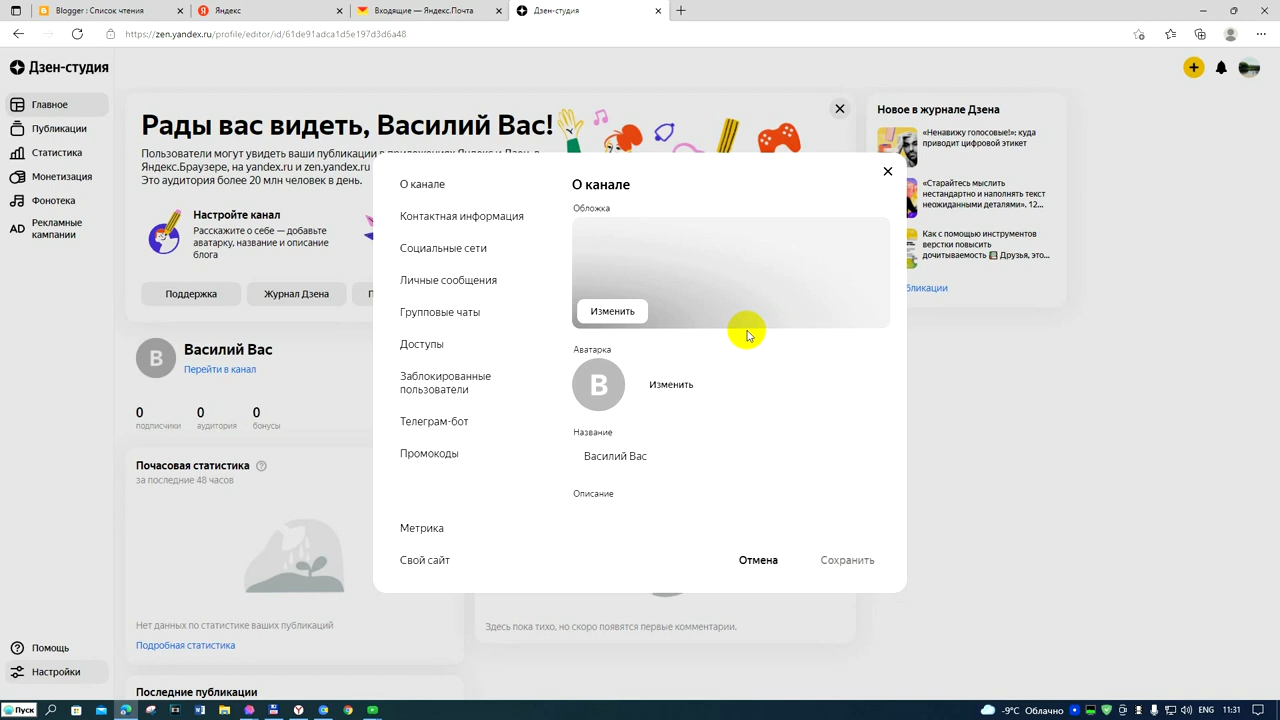 Blogger : Список чтения
Яндекс
Входящие — Яндекс.Почта
Дзен-студия
https://zen.yandex.ru/profile/editor/id/61de91adca1d5e197d3d6a48
Дзен-студия
Главное
Публикации
Статистика
Монетизация
Фонотека
AD Рекламные
кампании
Помощь
Настройки
Рады вас видеть, Василий Вас!
Пользователи могут увидеть ваши публикации в приложениях Яндекс и Дзен, в
Яндекс.Браузере, на yandex.ru и zen.yandex.ru
Это аудитория более 20 млн человек в день.
Настройте канал
Расскажите о себе — добавьте
аватарку, название и описание
блога
Поддержка
Журнал Дзена
В
Василий Вас
Перейти в канал
0 0 0
подписчики аудитория бонусы
Почасовая статистика ?
за последние 48 часов
Нет данных по статистике ваших публикаций
Подробная статистика
Последние публикации
О канале
Контактная информация
Социальные сети
Личные сообщения
Групповые чаты
Доступы
Заблокированные
пользователи
Телеграм-бот
Промокоды
Метрика
Свой сайт
О канале
Обложка
Изменить
Аватарка
В
Изменить
Название
Василий Вас
Описание
Отмена
Сохранить
Здесь пока тихо, но скоро появятся первые комментарии.
Новое в журнале Дзена
«Ненавижу голосовые!»: куда
приводит цифровой этикет
«Старайтесь мыслить
нестандартно и наполнять текст
неожиданными деталями». 12...
Как с помощью инструментов
верстки повысить
дочитываемость Друзья, это...
убликации
Пуск
-9°C Облачно
ENG
11:31